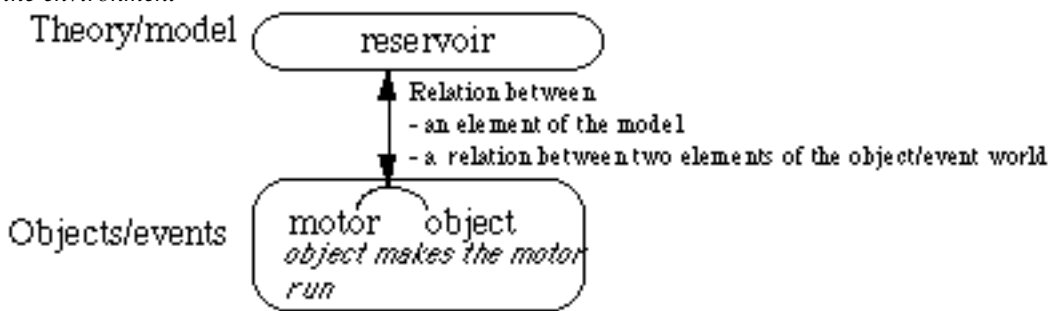 the environment
Theory/model
reservoir
Relation between
- an element of the model
- a relation between two elements of the object/event world
Objects/events
motor object
object makes the motor
run